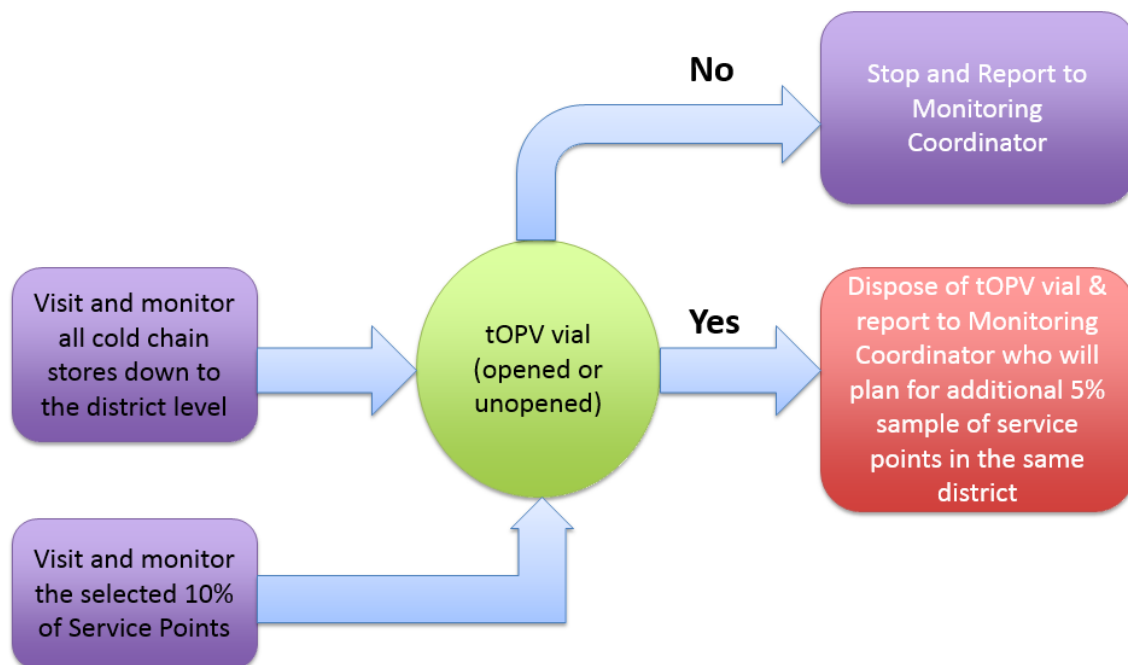 No
Stop and Report to
Monitoring
Coordinator
Visit and monitor
all cold chain
stores down to
the district level
tOPV vial
(opened or
unopened)
Yes
Dispose of tOPV vial &
report to Monitoring
Coordinator who will
plan for additional 5%
sample of service
points in the same
district
Visit and monitor
the selected 10%
of Service Points